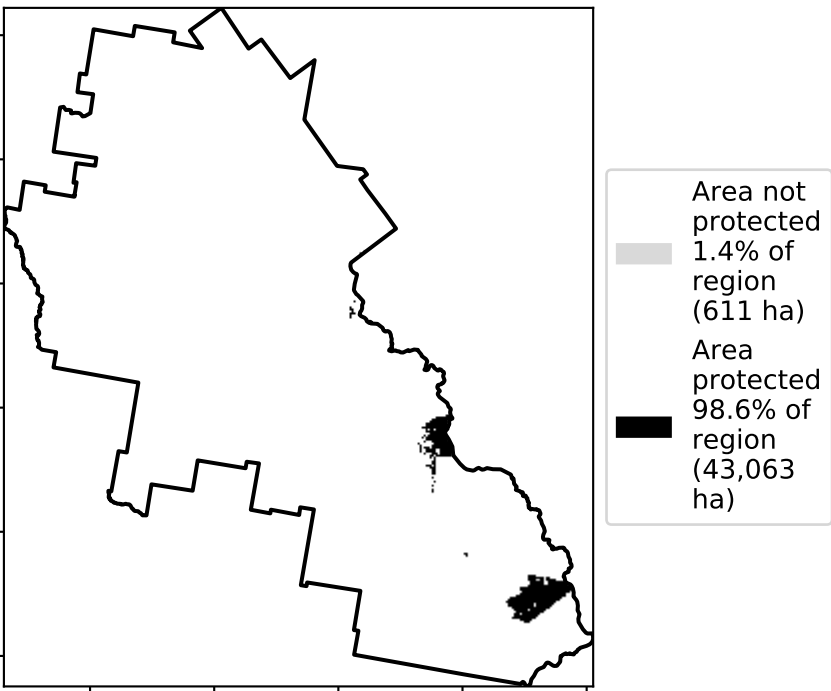 Area not
protected
1.4% of
region
(611 ha)
Area
protected
98.6% of
region
(43,063
ha)